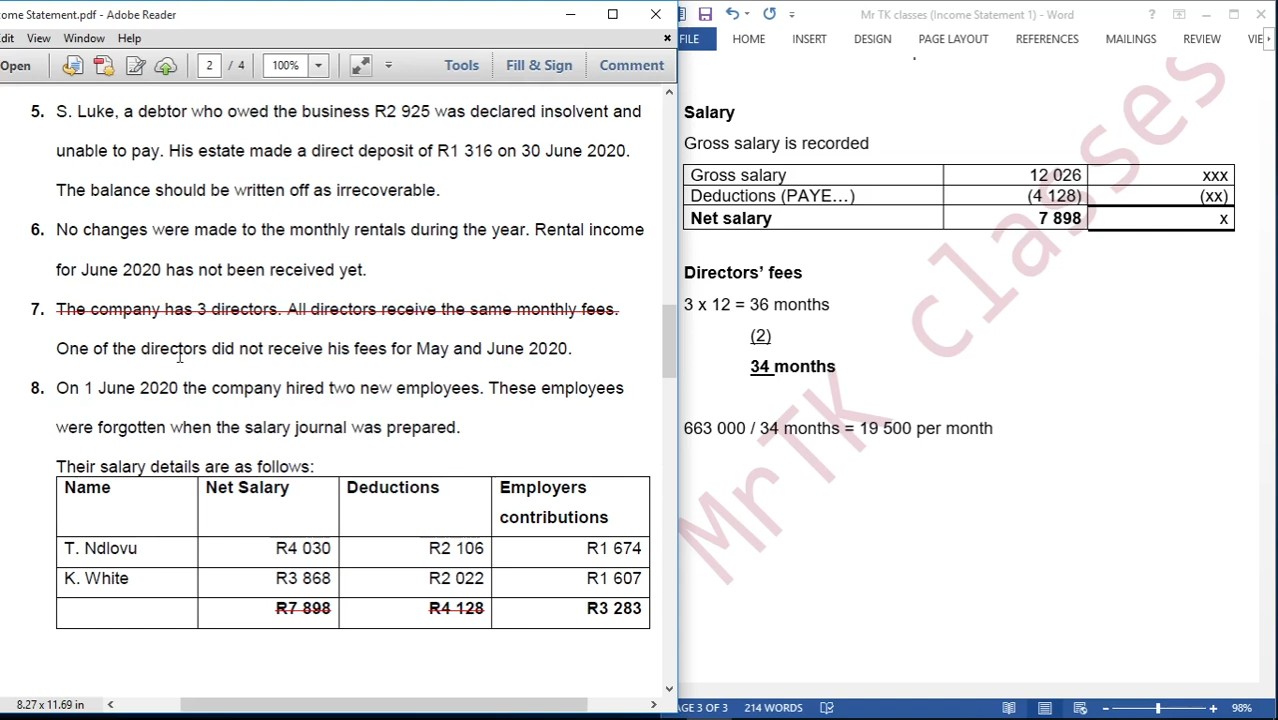 ome Statement.pdf - Adobe Reader
dit View Window Help
Open 2 / 4 100% Tools Fill & Sign Comment
5. S. Luke, a debtor who owed the business R2 925 was declared insolvent and
unable to pay. His estate made a direct deposit of R1 316 on 30 June 2020.
The balance should be written off as irrecoverable.
6. No changes were made to the monthly rentals during the year. Rental income
for June 2020 has not been received yet.
7. The company has 3 directors. All directors receive the same monthly fees.
One of the directors did not receive his fees for May and June 2020.
8. On 1 June 2020 the company hired two new employees. These employees
were forgotten when the salary journal was prepared.
Their salary details are as follows:
Name Net Salary Deductions Employers
contributions
T. Ndlovu R4 030 R2 106 R1 674
K. White R3 868 R2 022 R1 607
R7 898 R4 128 R3 283
8.27 x 11.69 in
Mr TK classes (Income Statement 1) - Word
FILE HOME INSERT DESIGN PAGE LAYOUT REFERENCES MAILINGS REVIEW VIE
Salary
Gross salary is recorded
Gross salary 12 026 xxx
Deductions (PAYE…) (4 128) (xx)
Net salary 7 898 x
Directors’ fees
3 x 12 = 36 months
(2)
34 months
663 000 / 34 months = 19 500 per month
MrTK classes
PAGE 3 OF 3 214 WORDS 98%